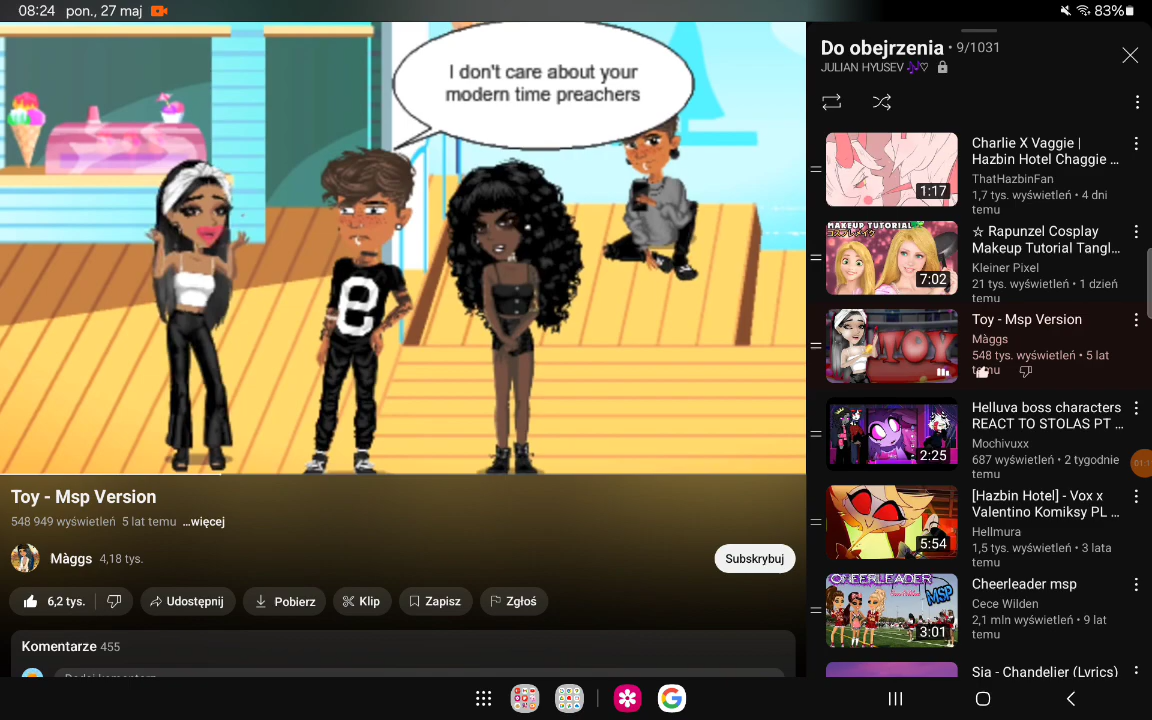 08:24 pon., 27 maj
83%
I don't care about your
modern time preachers
e
Toy - Msp Version
548 949 wyświetleń 5 lat temu ...więcej
Màggs 4,18 tys.
Subskrybuj
6,2 tys.
Udostępnij
Pobierz
Klip
Zapisz
Zgłoś
Komentarze 455
Do obejrzenia • 9/1031
JULIAN HYUSEV
1:17
Charlie X Vaggie |
Hazbin Hotel Chaggie ...
ThatHazbinFan
1,7 tys. wyświetleń • 4 dni
temu
MAKEUP TUTORIAL
7:02
☆ Rapunzel Cosplay
Makeup Tutorial Tangl...
Kleiner Pixel
21 tys. wyświetleń • 1 dzień
temu
TOY
Toy - Msp Version
Màggs
548 tys. wyświetleń • 5 lat
temu
2:25
Helluva boss characters
REACT TO STOLAS PT ...
Mochivuxx
687 wyświetleń • 2 tygodnie
temu
5:54
[Hazbin Hotel] - Vox x
Valentino Komiksy PL ...
Hellmura
1,5 tys. wyświetleń • 3 lata
temu
CHEERLEADER
MSP
3:01
Cheerleader msp
Cece Wilden
2,1 mln wyświetleń • 9 lat
temu
Sia - Chandelier (Lyrics)